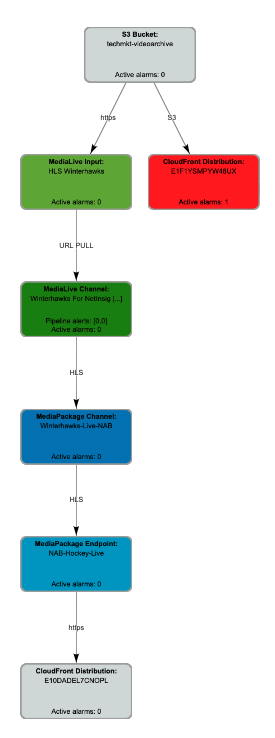 S3 Bucket:
techmkt-videoarchive
Active alarms: 0
https
S3
MediaLive Input:
HLS Winterhawks
Active alarms: 0
CloudFront Distribution:
E1F1YSMPYW48UX
Active alarms: 1
URL PULL
MediaLive Channel:
Winterhawks For NetInsig [...]
Pipeline alerts: [0,0]
Active alarms: 0
HLS
MediaPackage Channel:
Winterhawks-Live-NAB
Active alarms: 0
HLS
MediaPackage Endpoint:
NAB-Hockey-Live
Active alarms: 0
https
CloudFront Distribution:
E10DADEL7CNOPL
Active alarms: 0